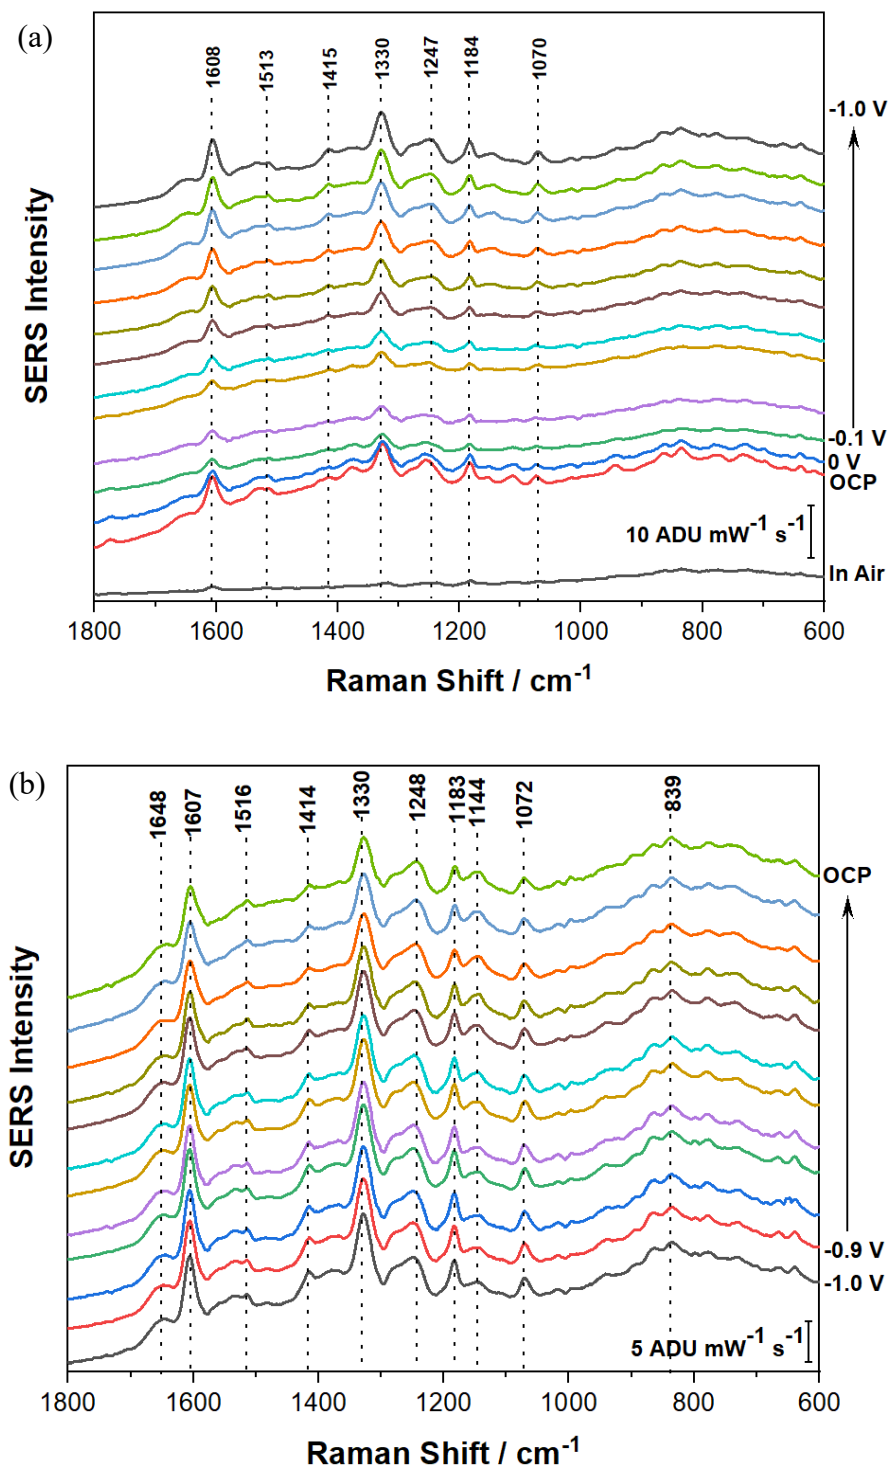 (a)
1608
1513
1415
1330
1247
1184
1070
-1.0 V
-0.1 V
0 V
OCP
10 ADU mW-1 s-1
In Air
SERS Intensity
1800
1600
1400
1200
1000
800
600
Raman Shift / cm-1
(b)
1648
1607
1516
1414
1330
1248
1183
1144
1072
839
OCP
-0.9 V
-1.0 V
5 ADU mW-1 s-1
SERS Intensity
1800
1600
1400
1200
1000
800
600
Raman Shift / cm-1